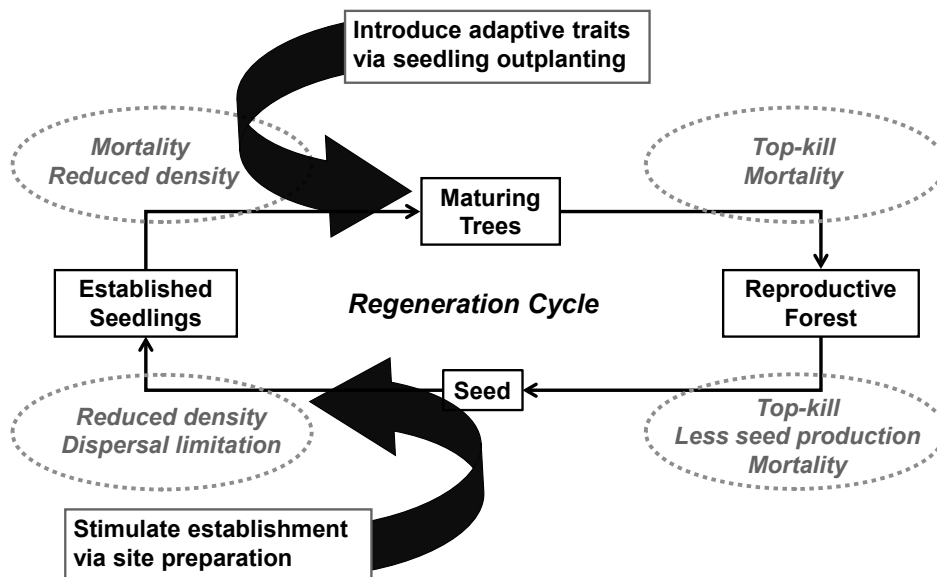 Introduce adaptive traits
via seedling outplanting
Mortality
Reduced density
Top-kill
Mortality
Maturing
Trees
Established
Seedlings
Regeneration Cycle
Reproductive
Forest
Seed
Reduced density
Dispersal limitation
Top-kill
Less seed production
Mortality
Stimulate establishment
via site preparation